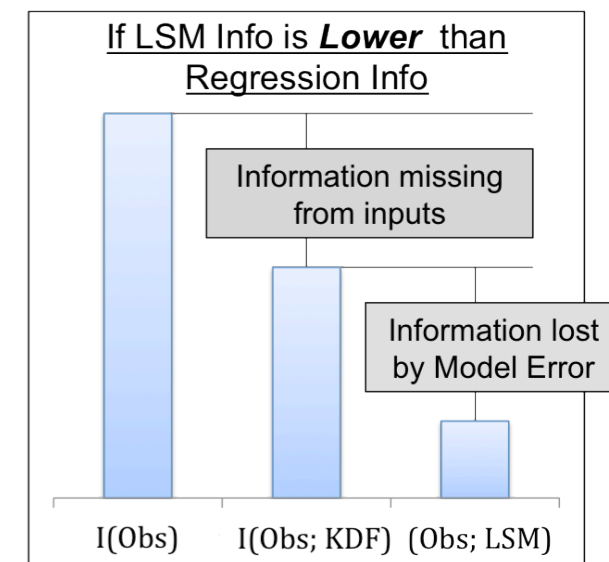 If LSM Info is Lower than
Regression Info
Information missing
from inputs
Information lost
by Model Error
I(Obs) I(Obs; KDF) (Obs; LSM)